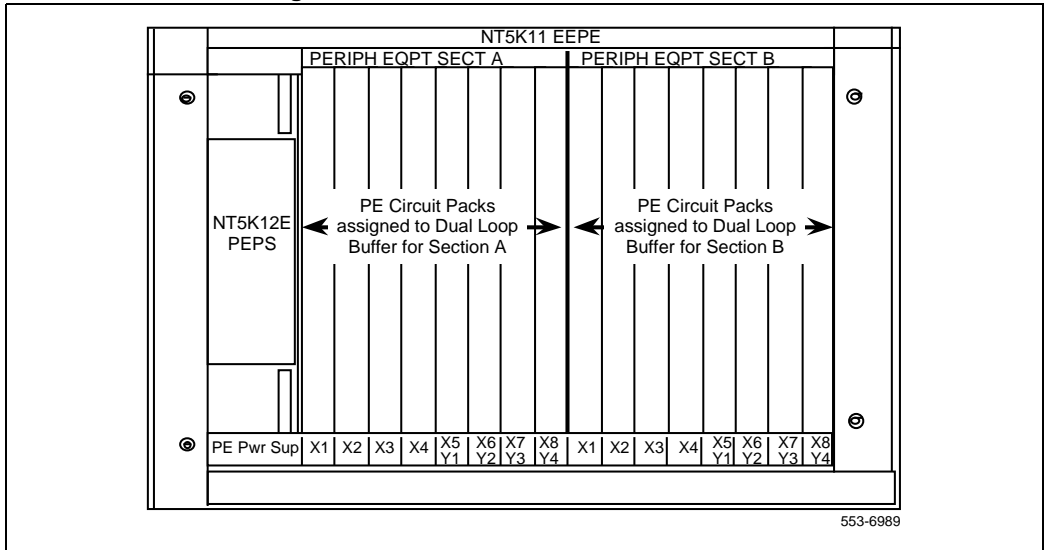 NT5K11 EEPE
PERIPH EQPT SECT A
PERIPH EQPT SECT B
NT5K12E
PEPS
PE Circuit Packs
assigned to Dual Loop
Buffer for Section A
PE Circuit Packs
assigned to Dual Loop
Buffer for Section B
PE Pwr Sup
X1
X2
X3
X4
X5
Y1
X6
Y2
X7
Y3
X8
Y4
X1
X2
X3
X4
X5
Y1
X6
Y2
X7
Y3
X8
Y4
553-6989